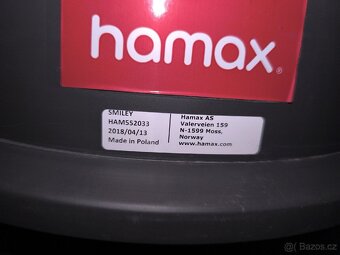 hamax®
SMILEY
HAM552033
2018/04/13
Made in Poland
Hamax AS
Valerveien 159
N-1599 Moss.
Norway
www.hamax.com
Bazoš.cz